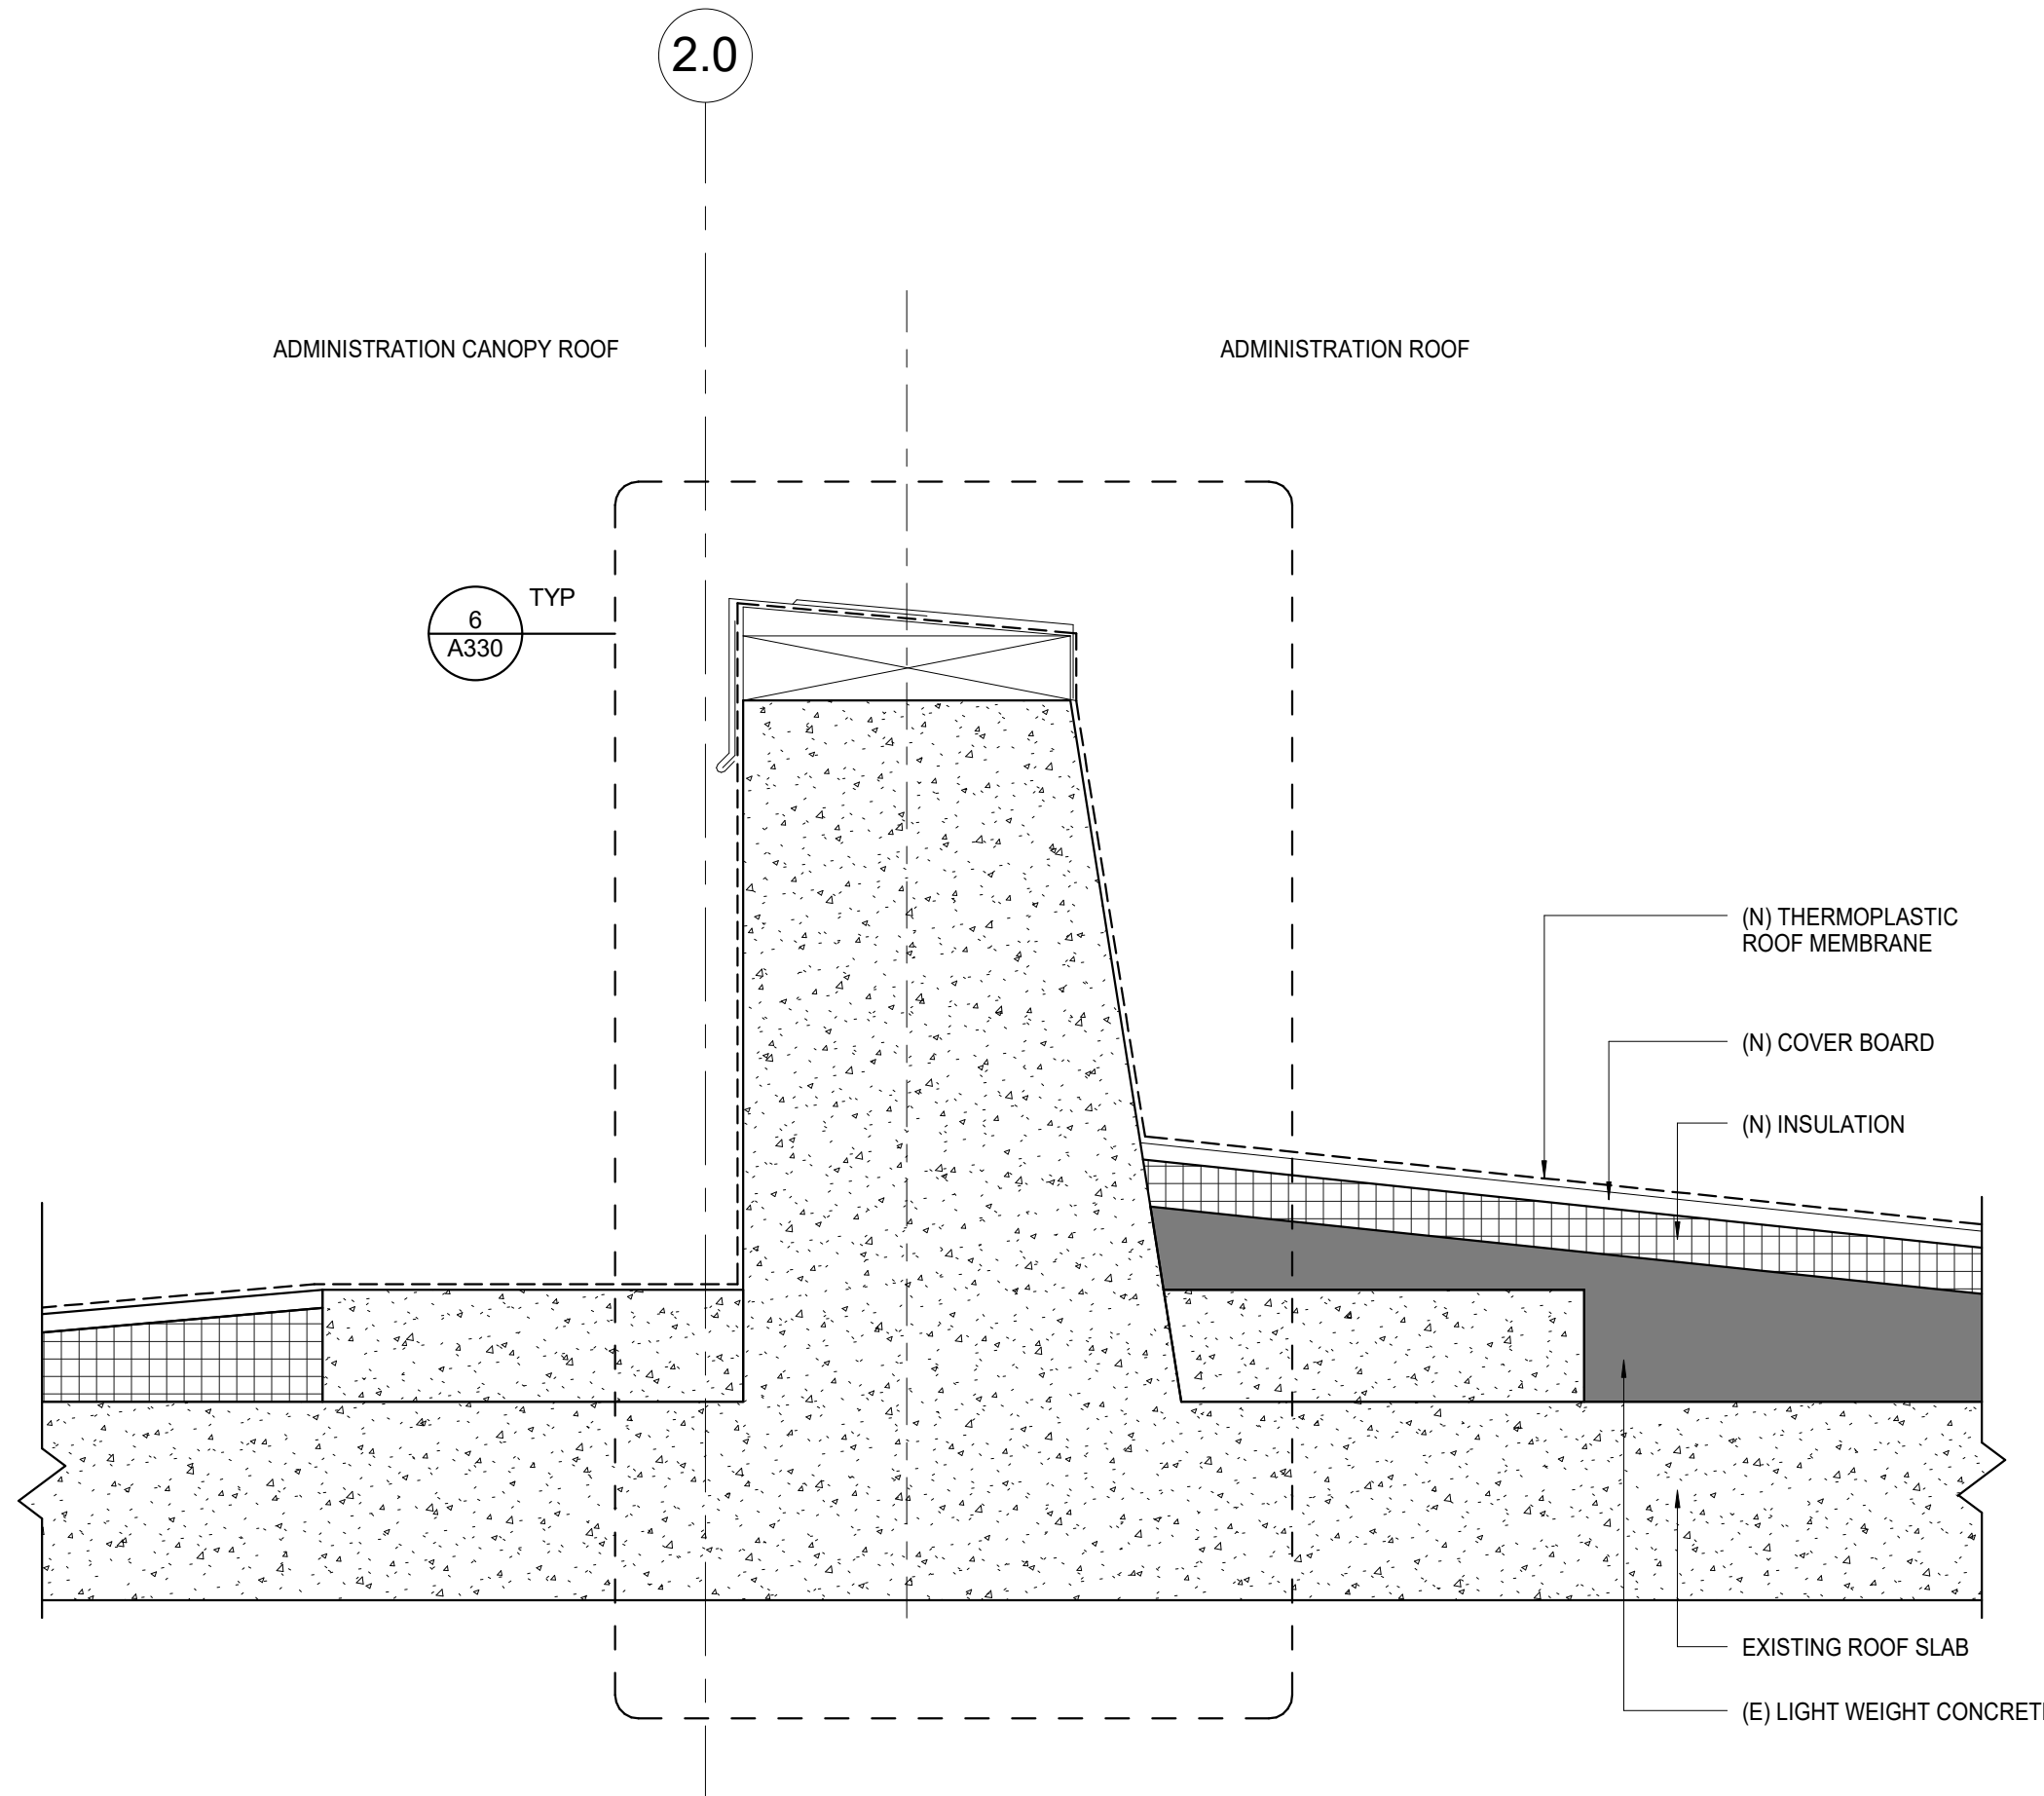 2.0
ADMINISTRATION CANOPY ROOF
ADMINISTRATION ROOF
TYP
6
A330
(N) THERMOPLASTIC
ROOF MEMBRANE
(N) COVER BOARD
(N) INSULATION
EXISTING ROOF SLAB
(E) LIGHT WEIGHT